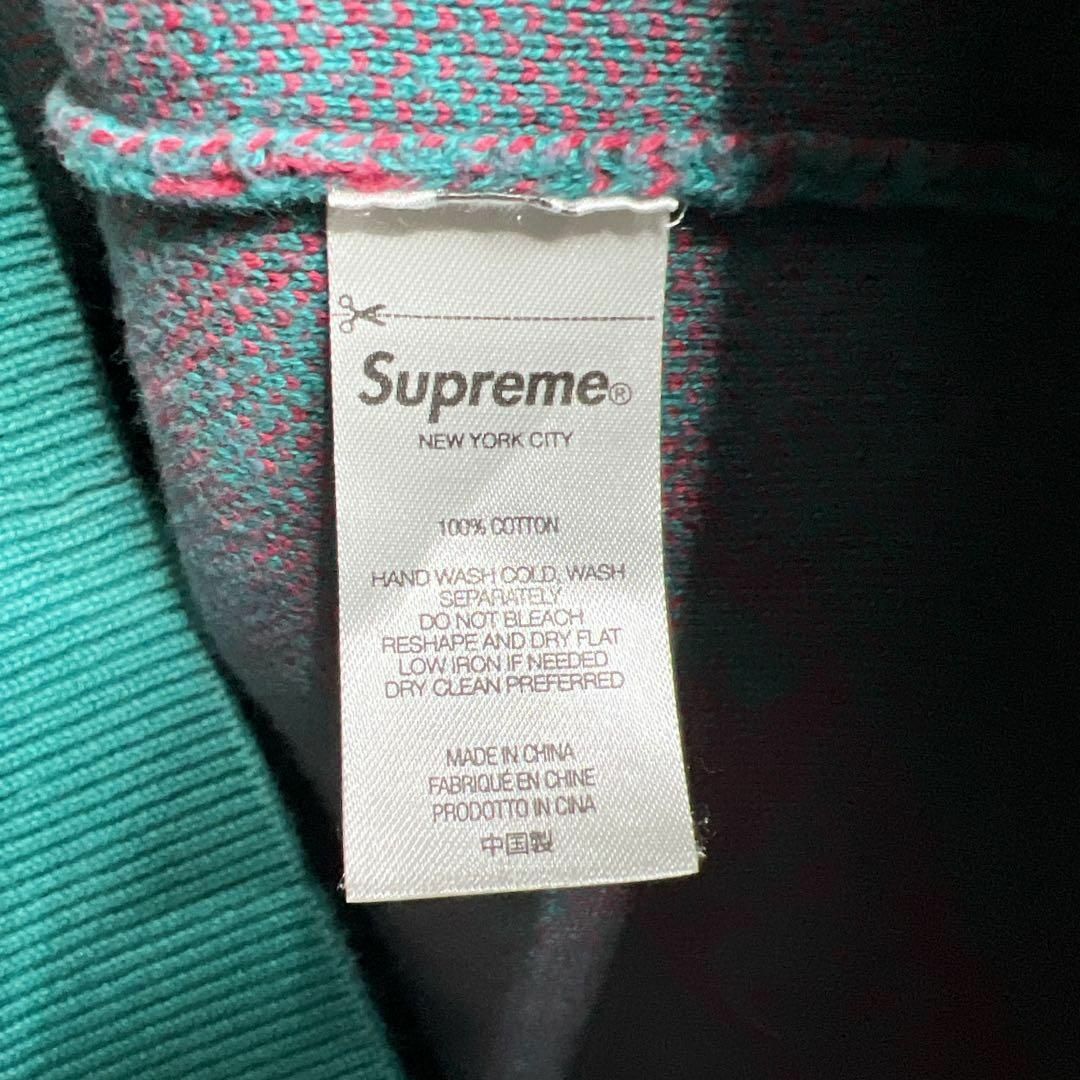 Supreme®
NEW YORK CITY
100% COTTON
HAND WASH COLD, WASH
SEPARATELY
DO NOT BLEACH
RESHAPE AND DRY FLAT
LOW IRON IF NEEDED
DRY CLEAN PREFERRED
MADE IN CHINA
FABRIQUÉ EN CHINE
PRODOTTO IN CINA
中国製